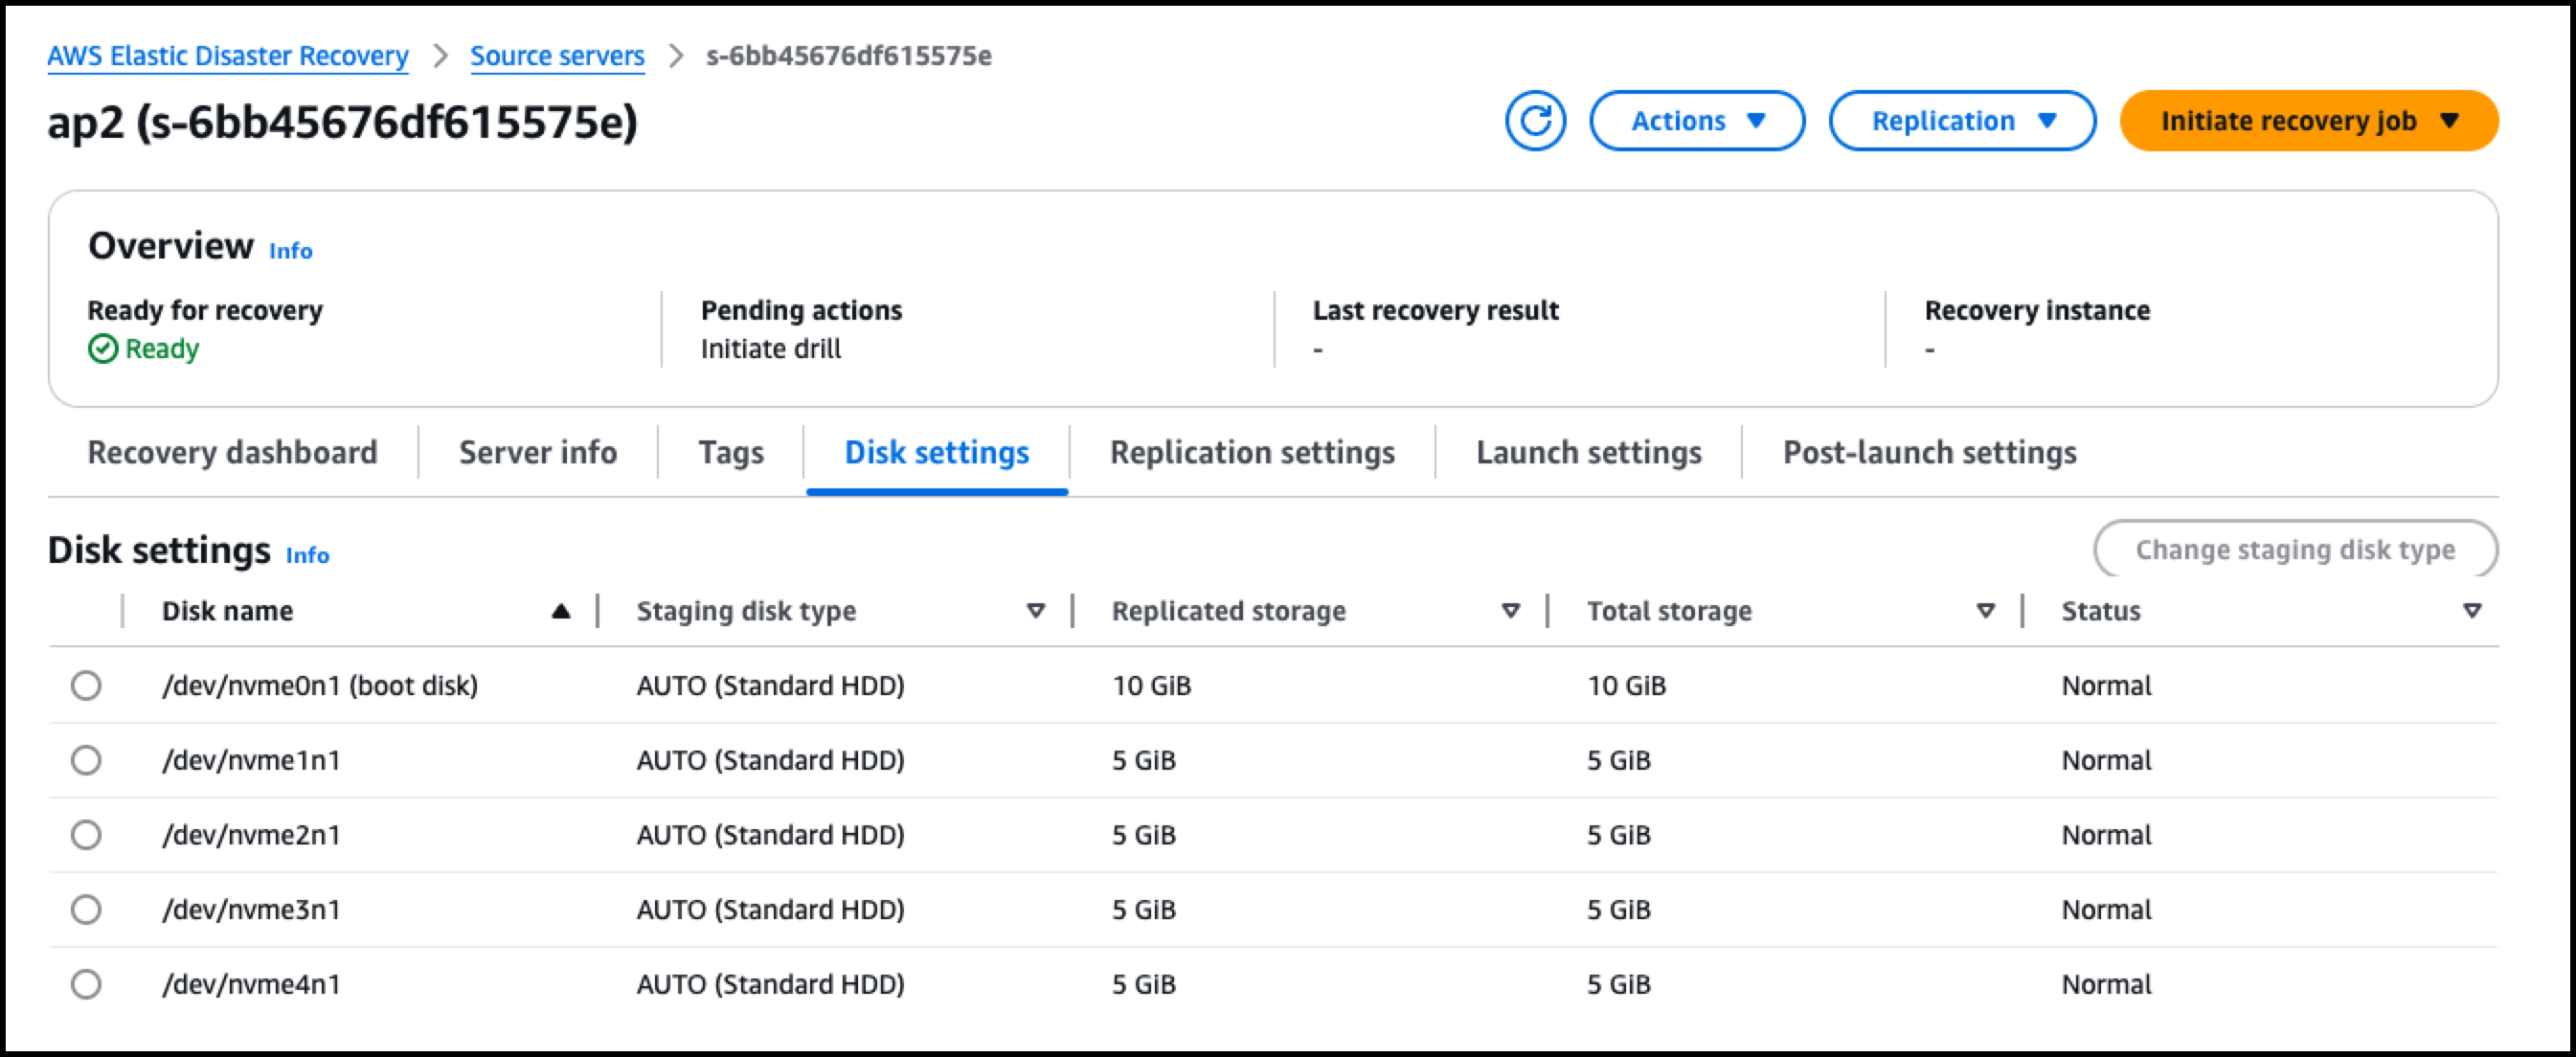 AWS Elastic Disaster Recovery > Source servers > s-6bb45676df615575e
ap2 (s-6bb45676df615575e)
Actions Replication Initiate recovery job
Overview Info
Ready for recovery Pending actions Last recovery result Recovery instance
Ready Initiate drill - -
Recovery dashboard Server info Tags Disk settings Replication settings Launch settings Post-launch settings
Disk settings Info Change staging disk type
Disk name Staging disk type Replicated storage Total storage Status
/dev/nvme0n1 (boot disk) AUTO (Standard HDD) 10 GiB 10 GiB Normal
/dev/nvme1n1 AUTO (Standard HDD) 5 GiB 5 GiB Normal
/dev/nvme2n1 AUTO (Standard HDD) 5 GiB 5 GiB Normal
/dev/nvme3n1 AUTO (Standard HDD) 5 GiB 5 GiB Normal
/dev/nvme4n1 AUTO (Standard HDD) 5 GiB 5 GiB Normal